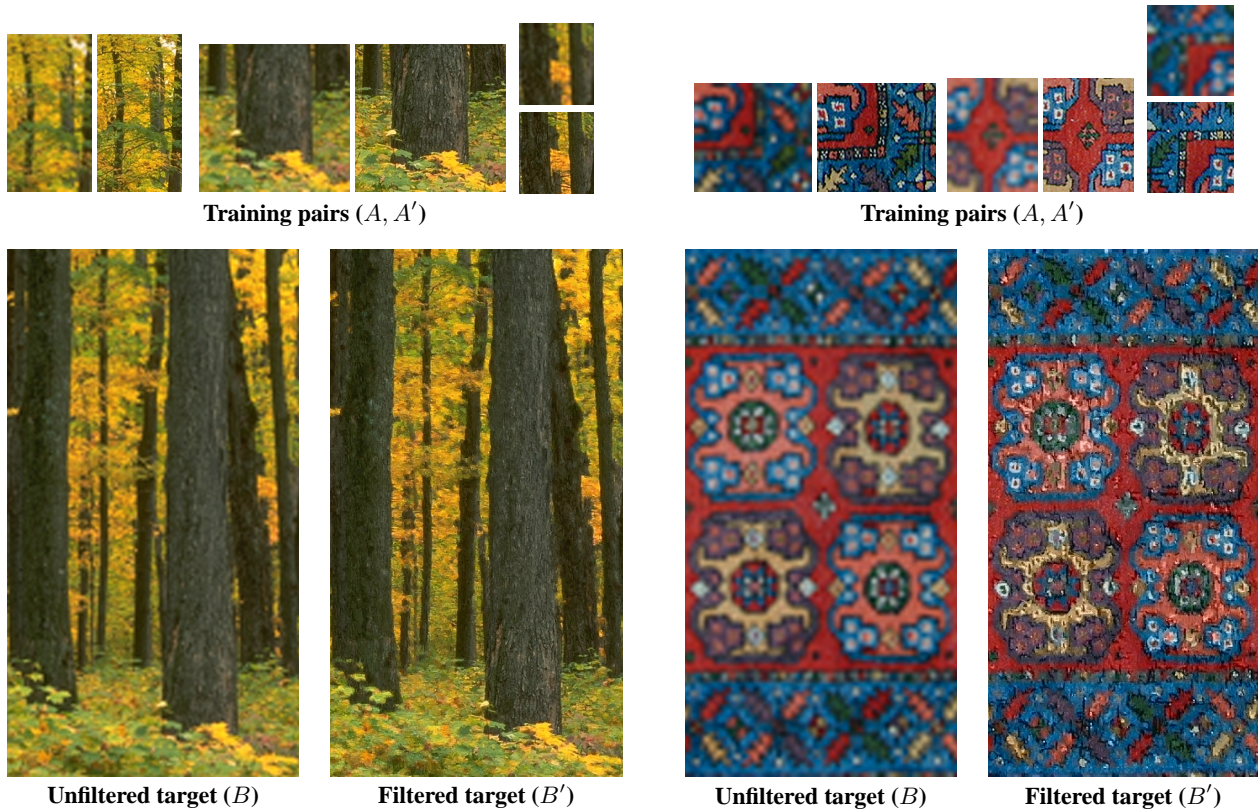 Training pairs (A, A′)
Training pairs (A, A′)
Unfiltered target (B)
Filtered target (B′)
Unfiltered target (B)
Filtered target (B′)